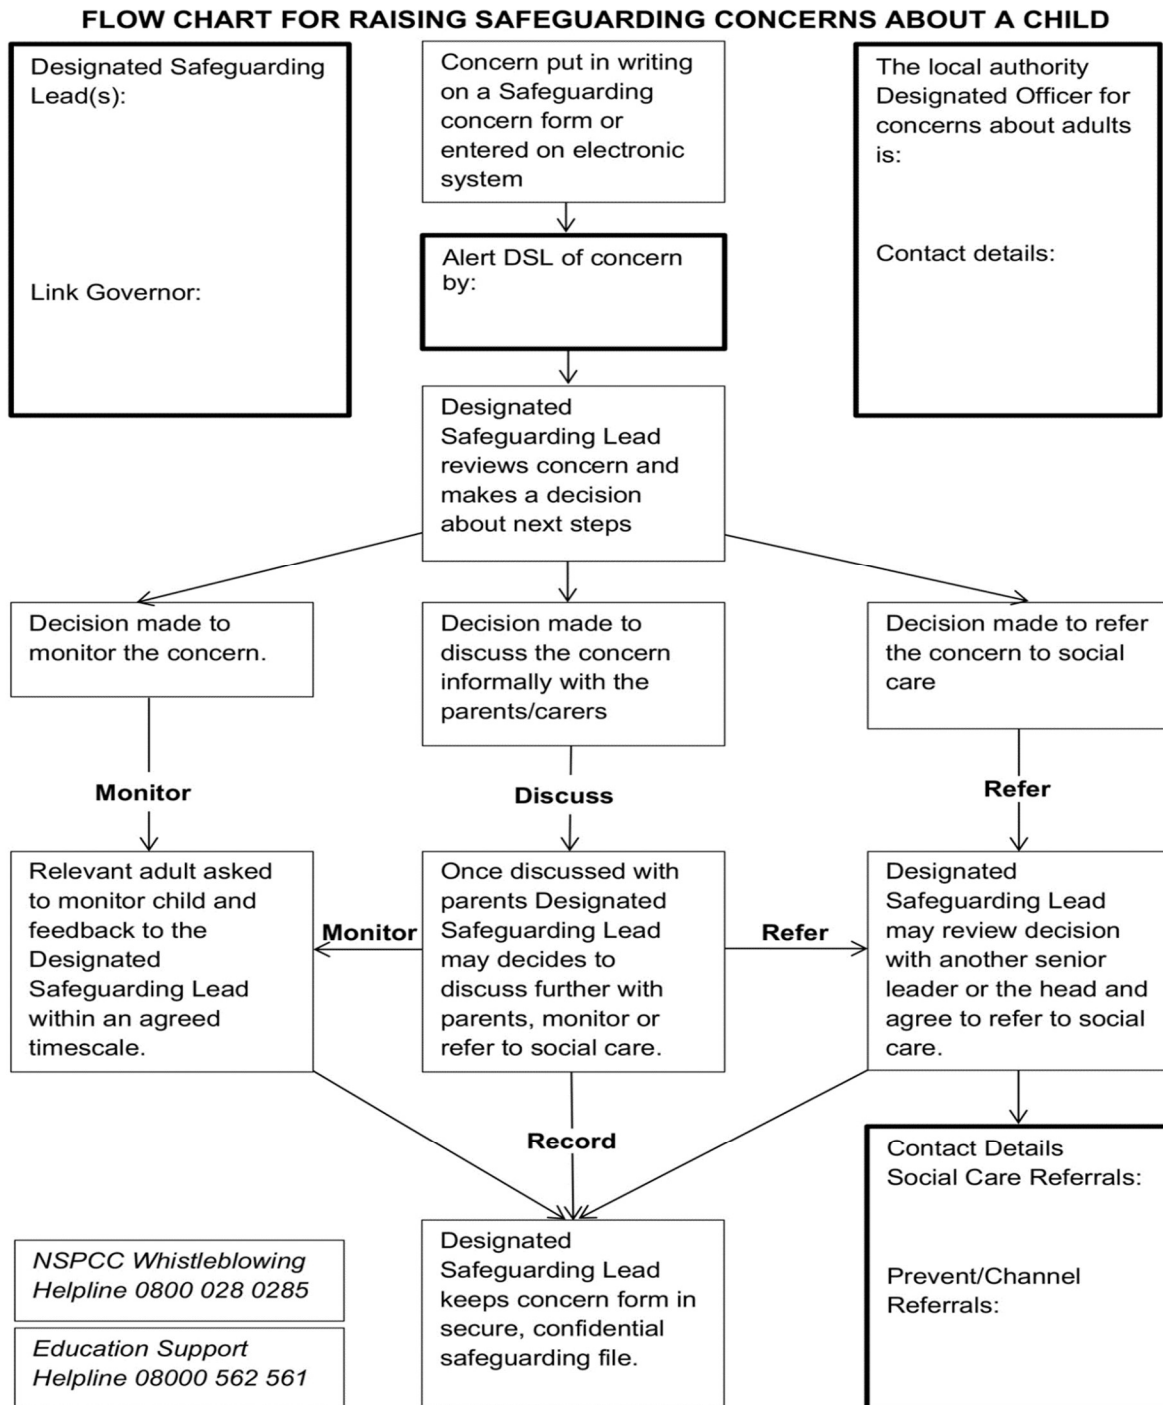 FLOW CHART FOR RAISING SAFEGUARDING CONCERNS ABOUT A CHILD
Designated Safeguarding
Lead(s):
Link Governor:
Concern put in writing
on a Safeguarding
concern form or
entered on electronic
system
The local authority
Designated Officer for
concerns about adults
is:
Contact details:
Alert DSL of concern
by:
Designated
Safeguarding Lead
reviews concern and
makes a decision
about next steps
Decision made to
monitor the concern.
Decision made to
discuss the concern
informally with the
parents/carers
Decision made to refer
the concern to social
care
Monitor
Discuss
Refer
Relevant adult asked
to monitor child and
feedback to the
Designated
Safeguarding Lead
within an agreed
timescale.
Monitor
Once discussed with
parents Designated
Safeguarding Lead
may decides to
discuss further with
parents, monitor or
refer to social care.
Refer
Designated
Safeguarding Lead
may review decision
with another senior
leader or the head and
agree to refer to social
care.
Record
Contact Details
Social Care Referrals:
Prevent/Channel
Referrals:
Designated
Safeguarding Lead
keeps concern form in
secure, confidential
safeguarding file.
NSPCC Whistleblowing
Helpline 0800 028 0285
Education Support
Helpline 08000 562 561